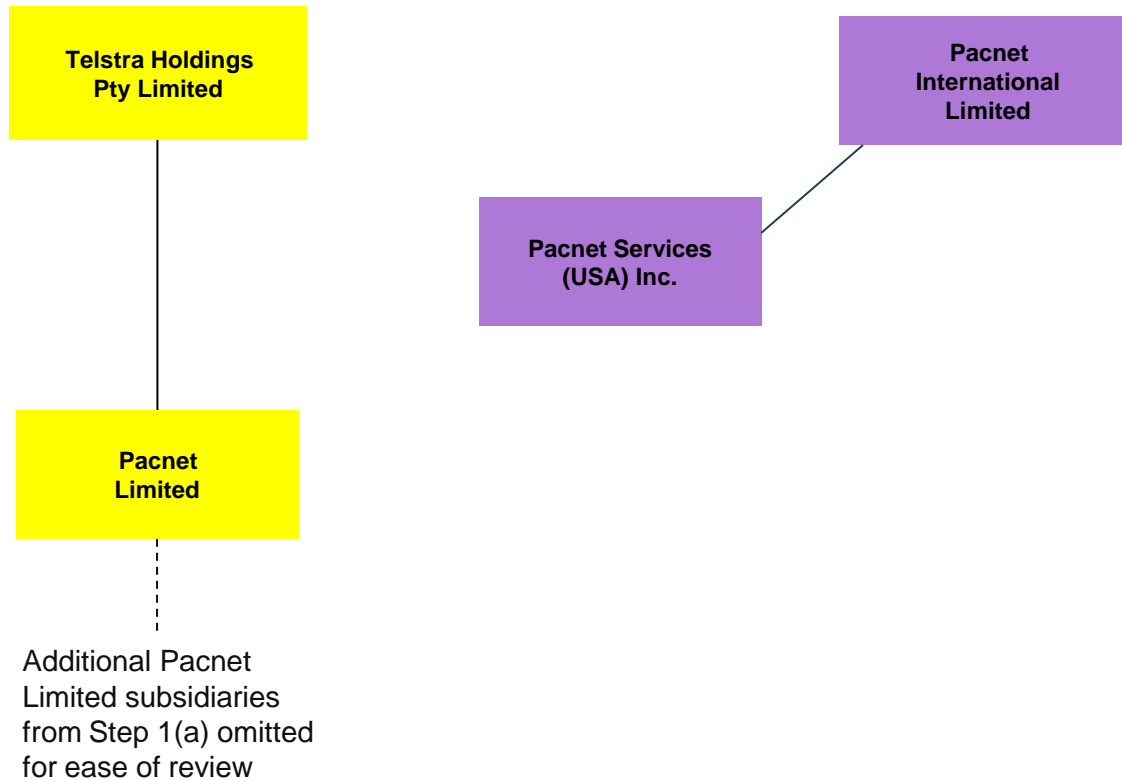 Telstra Holdings
Pty Limited
Pacnet
International
Limited
Pacnet Services
(USA) Inc.
Pacnet
Limited
Additional Pacnet
Limited subsidiaries
from Step 1(a) omitted
for ease of review